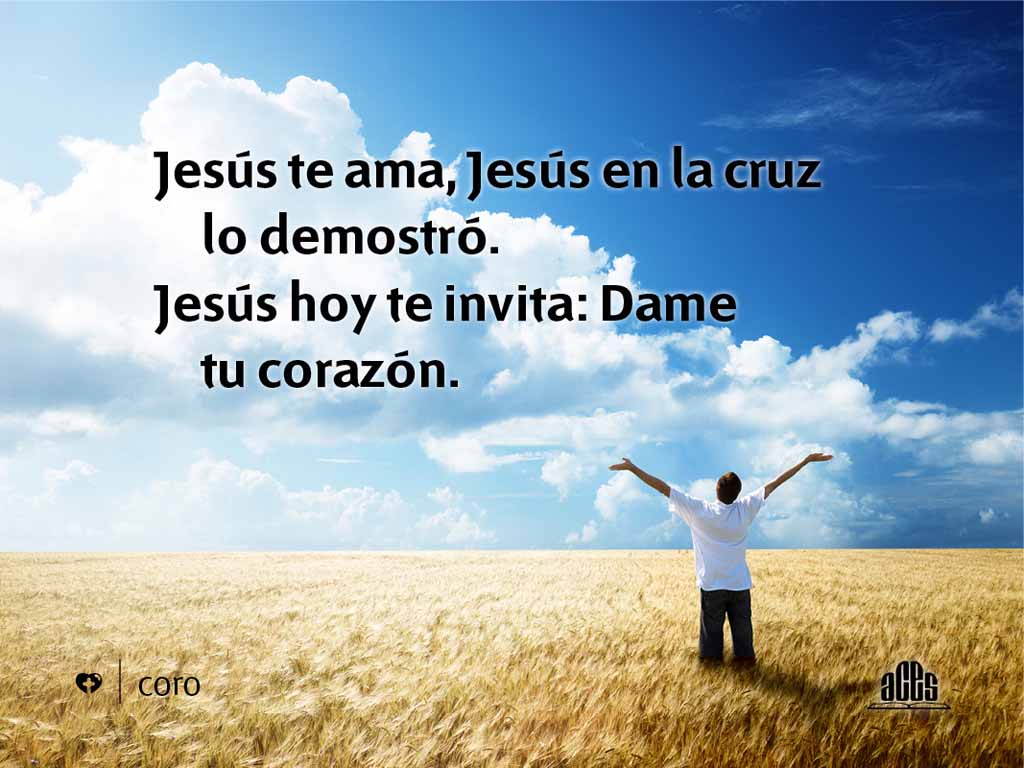 Jesús te ama, Jesús en la cruz
lo demostró.
Jesús hoy te invita: Dame
tu corazón.
coro
aces